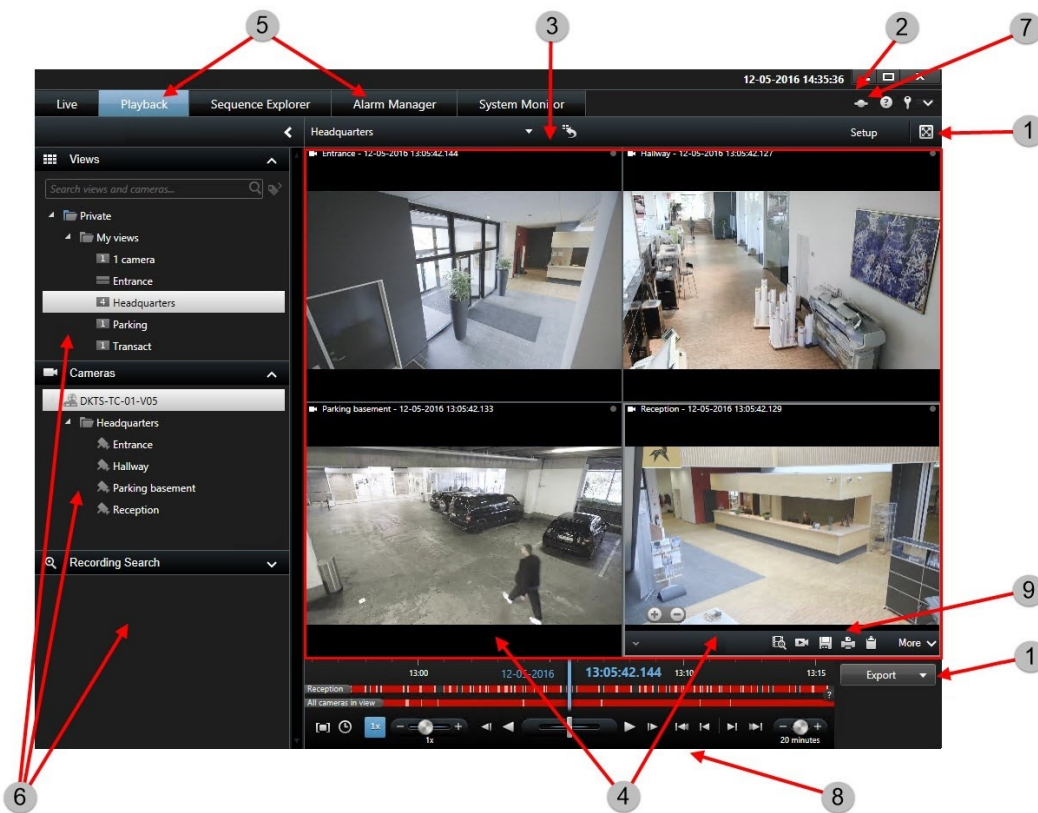 5
3
2
7
12-05-2016 14:35:36
Live
Playback
Sequence Explorer
Alarm Manager
System Monitor
Headquarters
Setup
1
Views
Search views and cameras...
Private
My views
1 1 camera
Entrance
4 Headquarters
1 Parking
1 Transact
Cameras
DKTS-TC-01-V05
Headquarters
Entrance
Hallway
Parking basement
Reception
Recording Search
Entrance - 12-05-2016 13:05:42.144
Hallway - 12-05-2016 13:05:42.127
Parking basement - 12-05-2016 13:05:42.133
Reception - 12-05-2016 13:05:42.129
9
More
13:00
12-05-2016
13:05:42.144
13:10
13:15
Export
1
Reception
?
All cameras in view
1x
1x
20 minutes
6
4
8